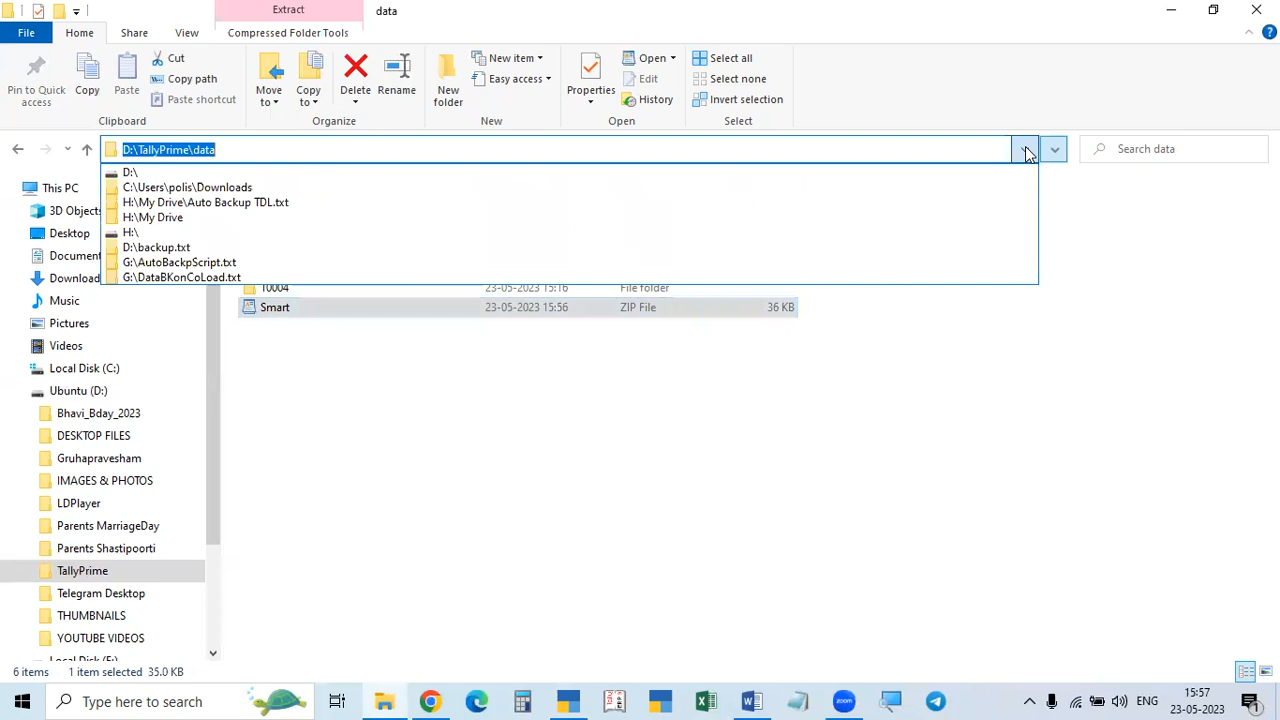 Extract
data
File
Home
Share
View
Compressed Folder Tools
Pin to Quick access
Copy
Paste
Cut
Copy path
Paste shortcut
Clipboard
Move to
Copy to
Delete
Rename
Organize
New folder
New item
Easy access
New
Properties
Open
Edit
History
Open
Select all
Select none
Invert selection
Select
D:\TallyPrime\data
Search data
D:\
C:\Users\polis\Downloads
H:\My Drive\Auto Backup TDL.txt
H:\My Drive
H:\
D:\backup.txt
G:\AutoBackpScript.txt
G:\DataBKonCoLoad.txt
This PC
3D Objects
Desktop
Docum
Download
Music
Pictures
Videos
Local Disk (C:)
Ubuntu (D:)
Bhavi_Bday_2023
DESKTOP FILES
Gruhapravesham
IMAGES & PHOTOS
LDPlayer
Parents MarriageDay
Parents Shastipoorti
TallyPrime
Telegram Desktop
THUMBNAILS
YOUTUBE VIDEOS
10004 23-05-2023 15:16 File folder
Smart 23-05-2023 15:56 ZIP File 36 KB
6 items 1 item selected 35.0 KB
Type here to search
zoom
ENG
15:57
23-05-2023
1